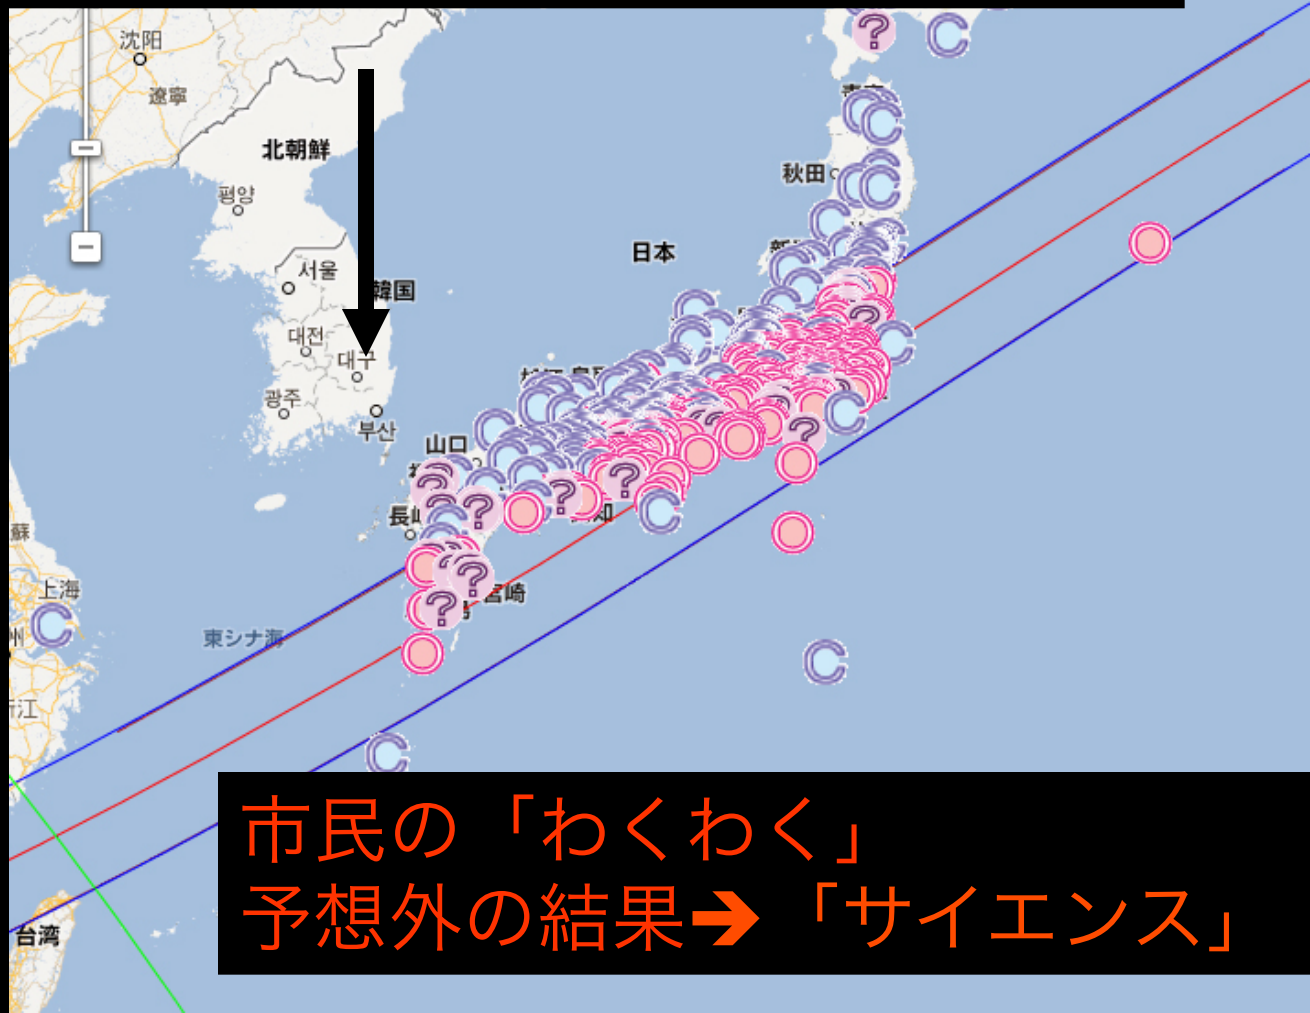 沈阳
遼寧
北朝鮮
평양
서울
韓国
대전
대구
광주
부산
日本
秋田
山口
宮崎
上海
東シナ海
台湾
市民の「わくわく」
予想外の結果➔「サイエンス」